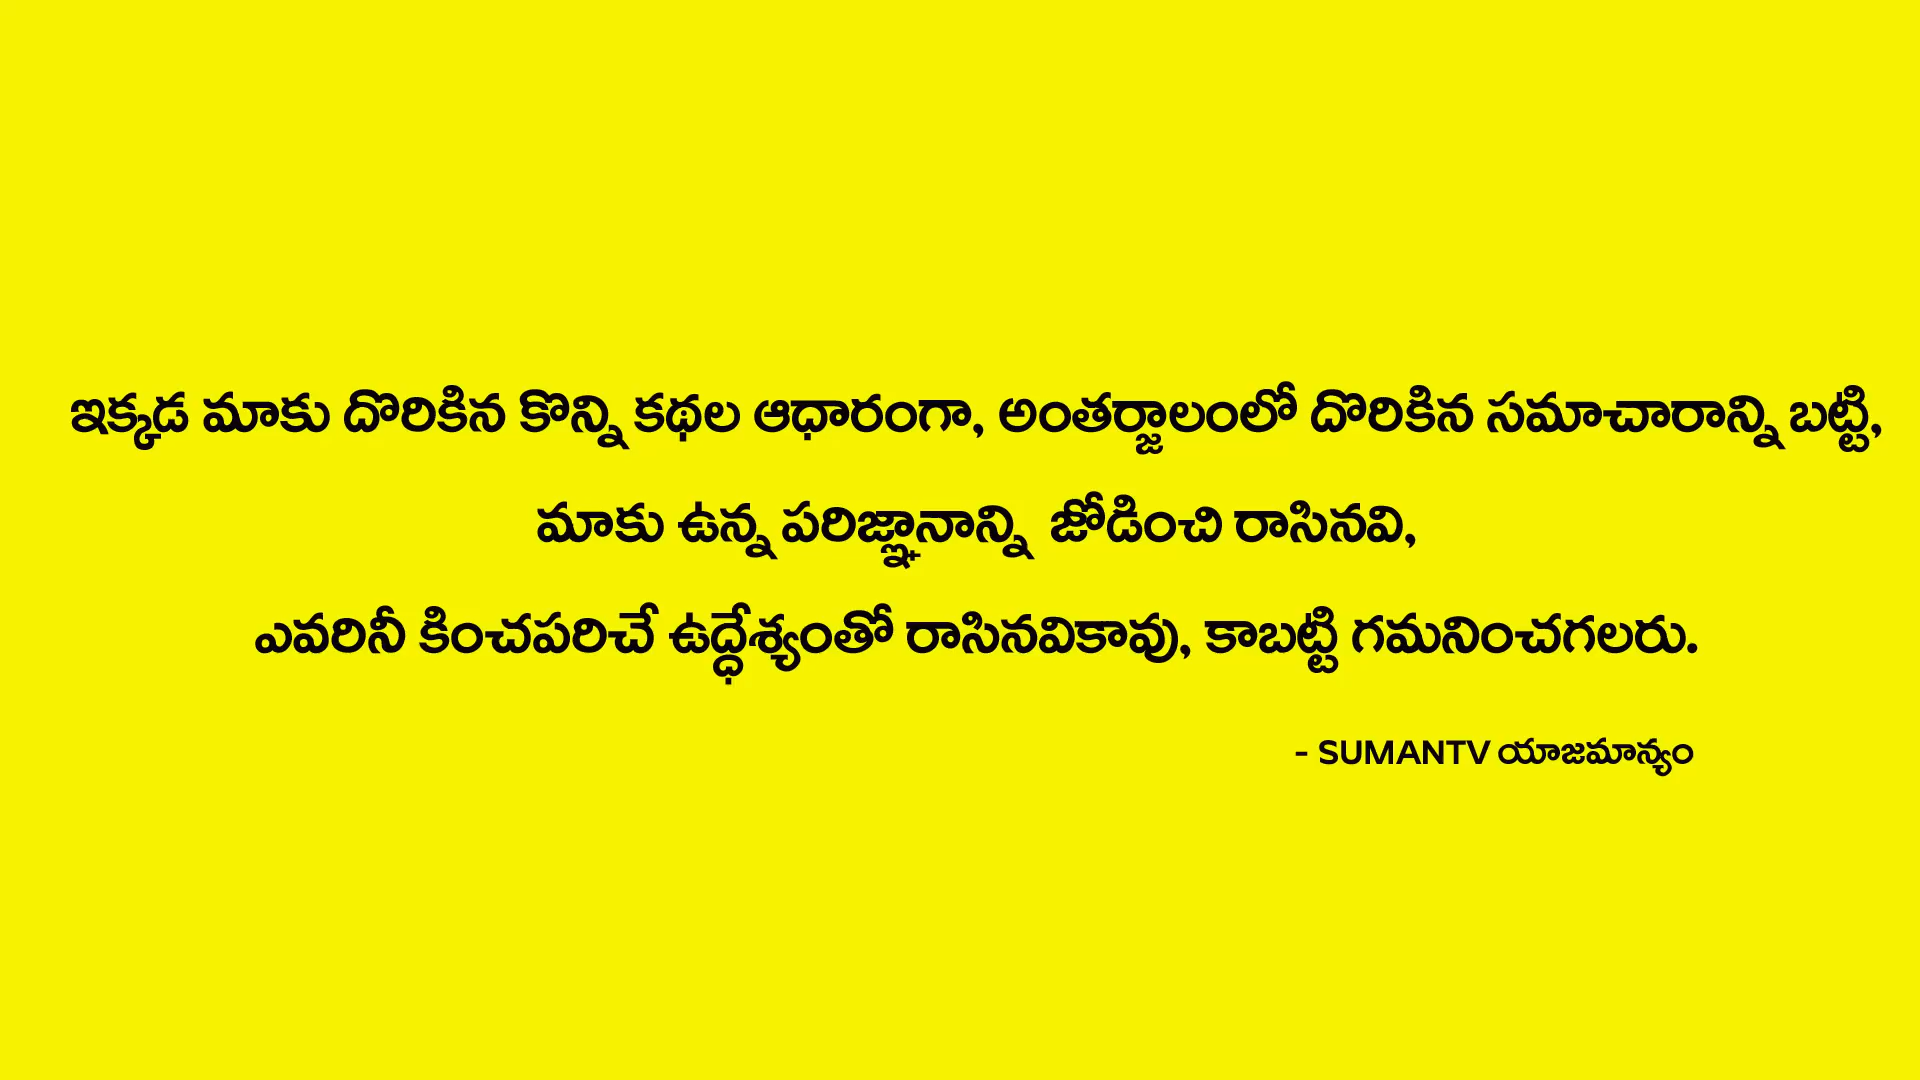 ఇక్కడ మాకు దొరికిన కొన్ని కథల ఆధారంగా, అంతర్జాలంలో దొరికిన సమాచారాన్ని బట్టి,
మాకు ఉన్న పరిజ్ఞానాన్ని జోడించి రాసినవి,
ఎవరినీ కించపరిచే ఉద్ధేశ్యంతో రాసినవికావు, కాబట్టి గమనించగలరు.
- SUMANTV యాజమాన్యం